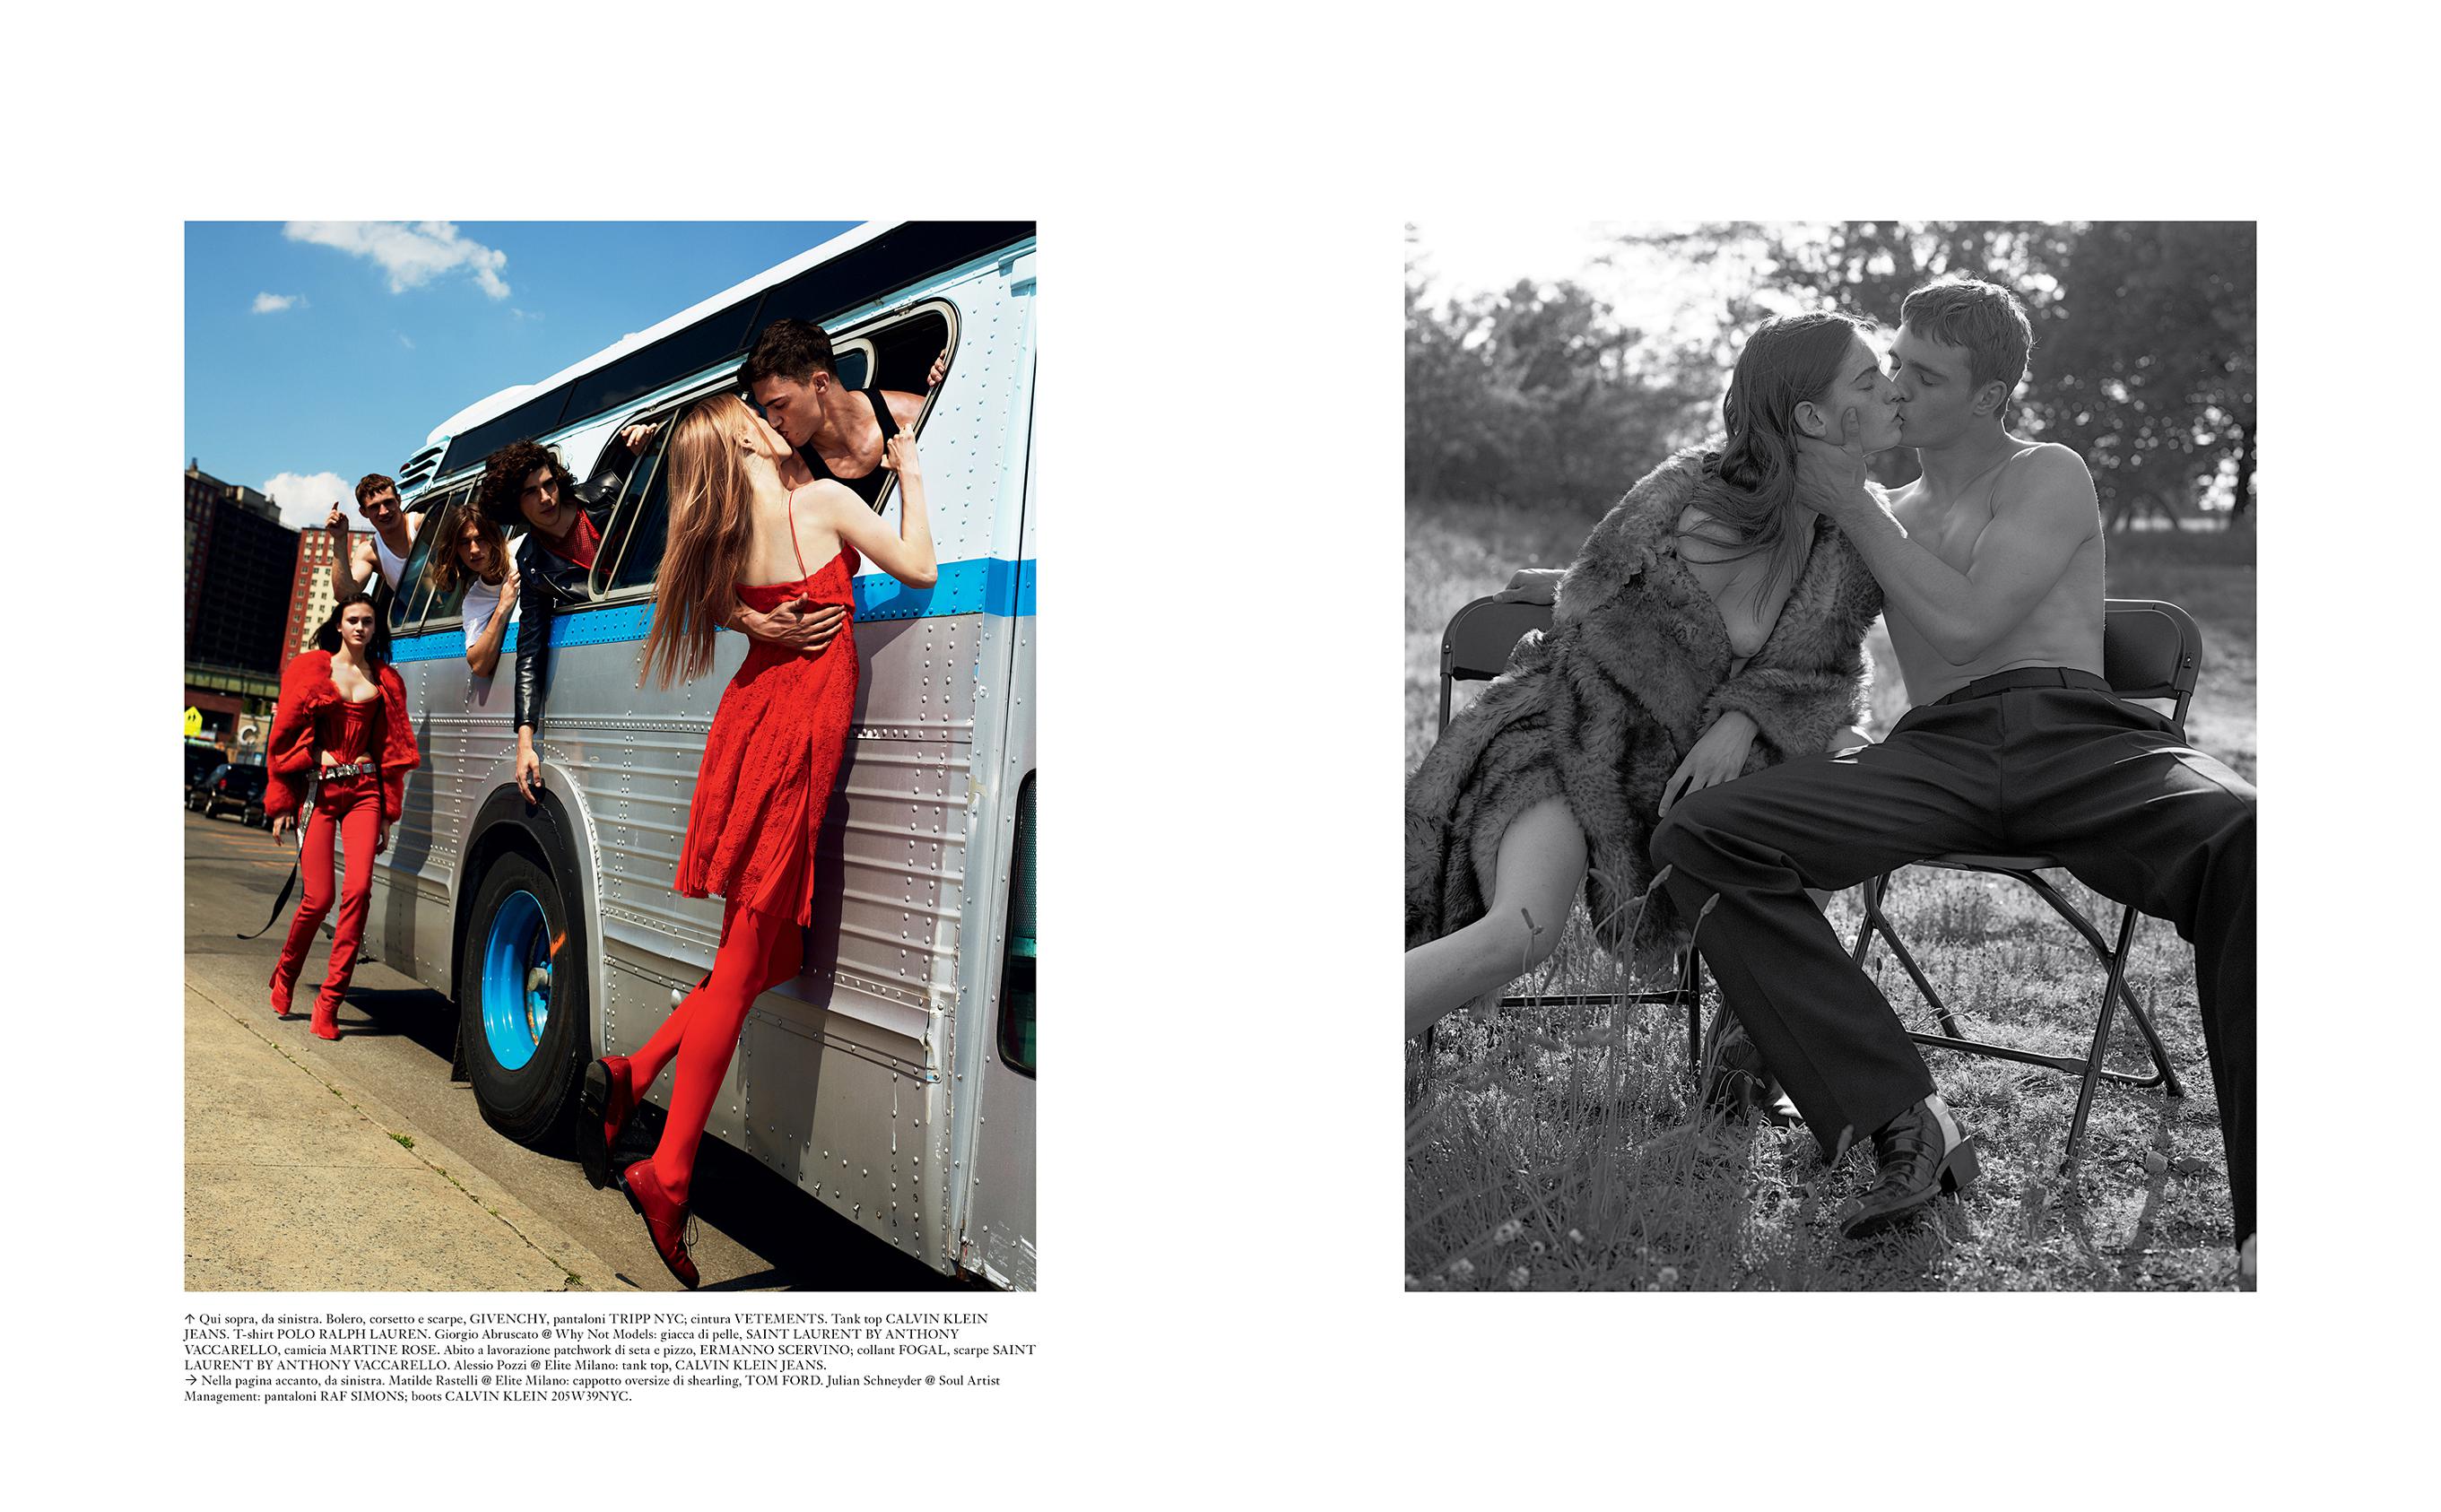 ↑ Qui sopra, da sinistra. Bolero, corsetto e scarpe, GIVENCHY, pantaloni TRIPP NYC; cintura VETEMENTS. Tank top CALVIN KLEIN
JEANS. T-shirt POLO RALPH LAUREN. Giorgio Abruscato @ Why Not Models: giacca di pelle, SAINT LAURENT BY ANTHONY
VACCARELLO, camicia MARTINE ROSE. Abito a lavorazione patchwork di seta e pizzo, ERMANNO SCERVINO; collant FOGAL, scarpe SAINT
LAURENT BY ANTHONY VACCARELLO. Alessio Pozzi @ Elite Milano: tank top, CALVIN KLEIN JEANS.
→ Nella pagina accanto, da sinistra. Matilde Rastelli @ Elite Milano: cappotto oversize di shearling, TOM FORD. Julian Schneyder @ Soul Artist
Management: pantaloni RAF SIMONS; boots CALVIN KLEIN 205W39NYC.